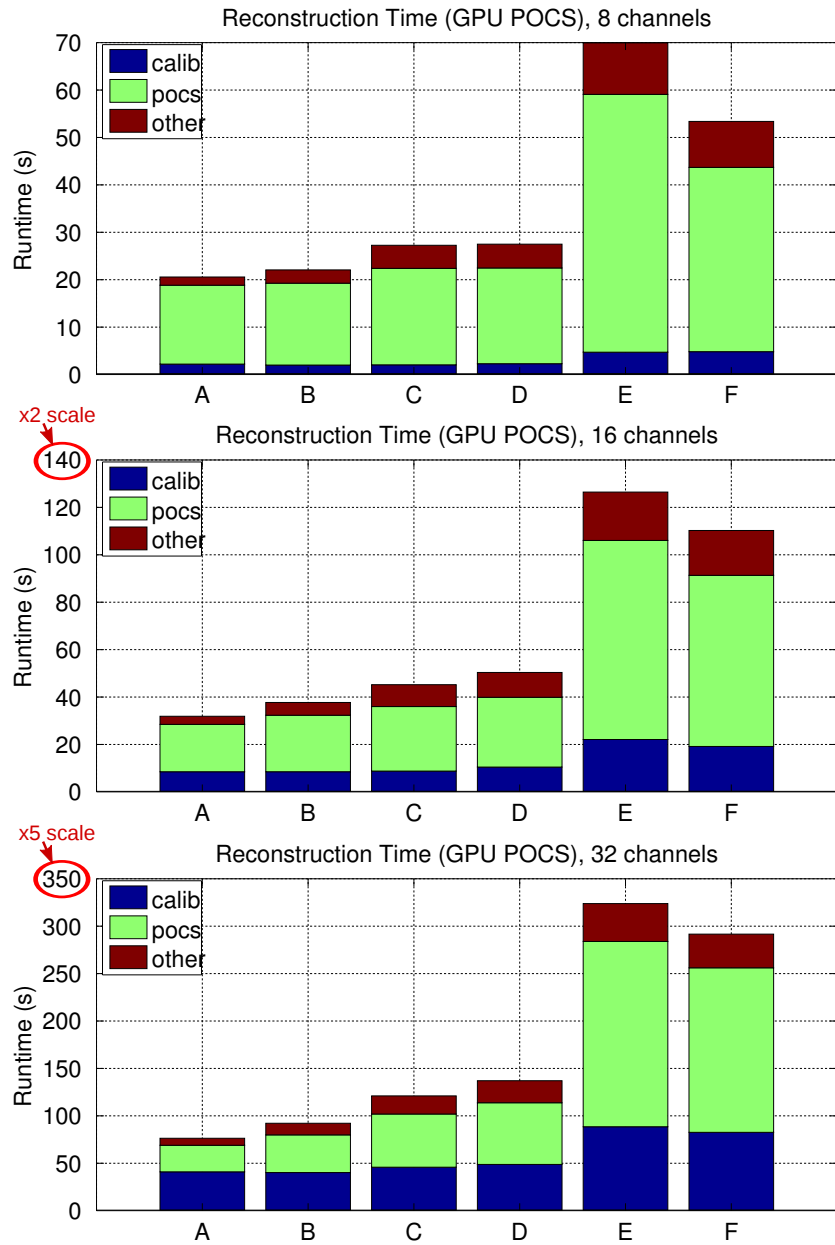 Reconstruction Time (GPU POCS), 8 channels
70
60
50
40
30
20
10
0
Runtime (s)
calib
pocs
other
A B C D E F
x2 scale
Reconstruction Time (GPU POCS), 16 channels
140
120
100
80
60
40
20
0
Runtime (s)
calib
pocs
other
A B C D E F
x5 scale
Reconstruction Time (GPU POCS), 32 channels
350
300
250
200
150
100
50
0
Runtime (s)
calib
pocs
other
A B C D E F